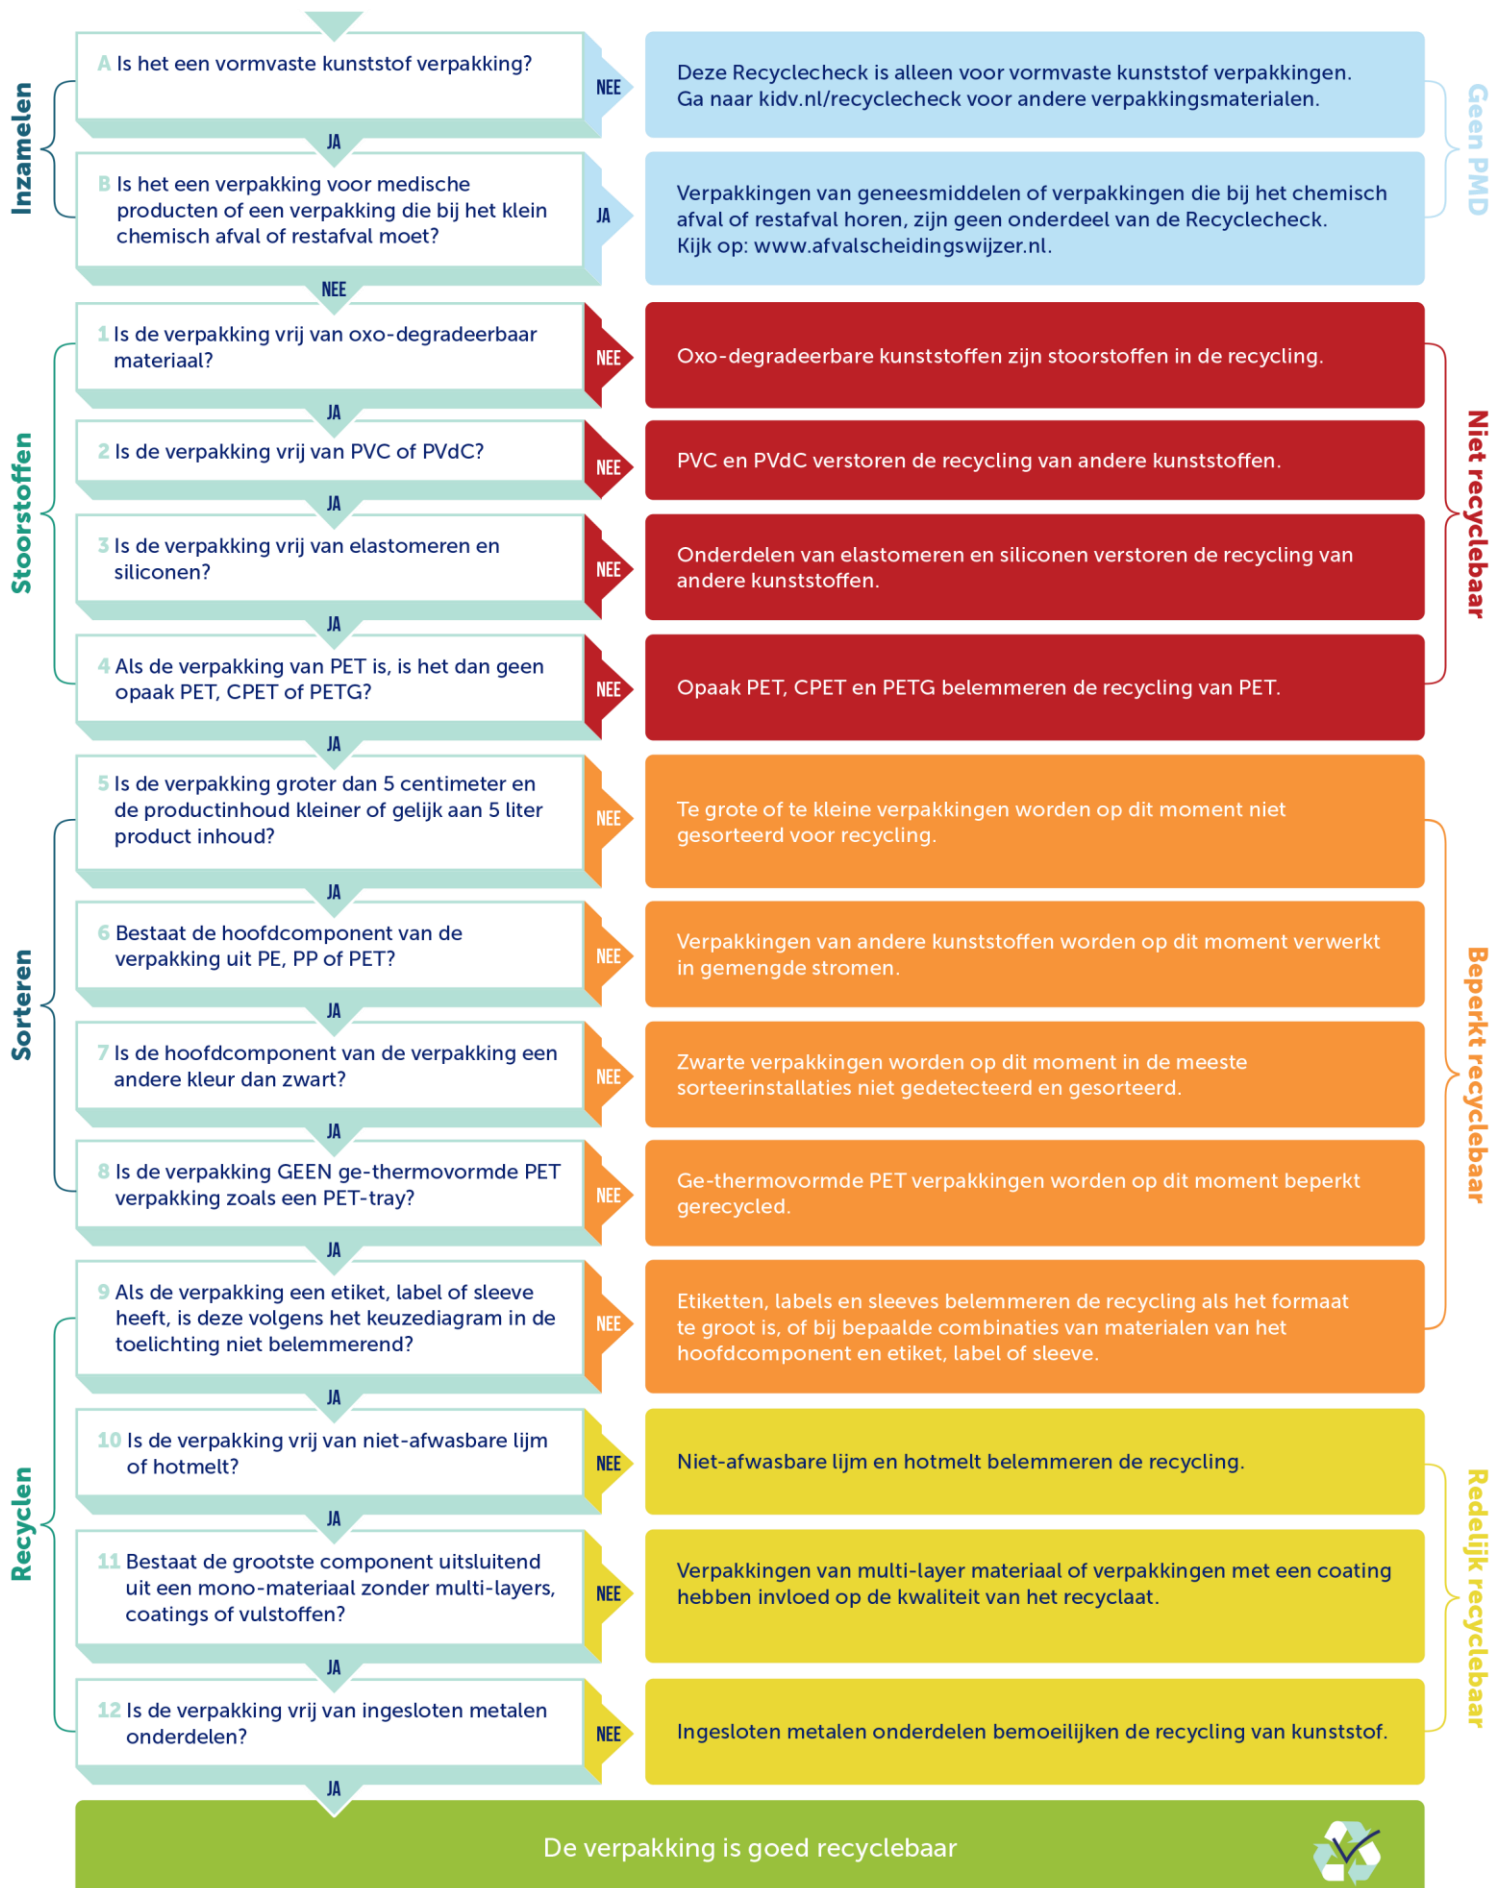 Inzamelen
A Is het een vormvaste kunststof verpakking?
NEE
Deze Recyclecheck is alleen voor vormvaste kunststof verpakkingen.
Ga naar kidv.nl/recyclecheck voor andere verpakkingsmaterialen.
Geen PMD
JA
B Is het een verpakking voor medische
producten of een verpakking die bij het klein
chemisch afval of restafval moet?
JA
Verpakkingen van geneesmiddelen of verpakkingen die bij het chemisch
afval of restafval horen, zijn geen onderdeel van de Recyclecheck.
Kijk op: www.afvalscheidingswijzer.nl.
NEE
Stoorstoffen
1 Is de verpakking vrij van oxo-degradeerbaar
materiaal?
NEE
Oxo-degradeerbare kunststoffen zijn stoorstoffen in de recycling.
Niet recyclebaar
JA
2 Is de verpakking vrij van PVC of PVdC?
NEE
PVC en PVdC verstoren de recycling van andere kunststoffen.
JA
3 Is de verpakking vrij van elastomeren en
siliconen?
NEE
Onderdelen van elastomeren en siliconen verstoren de recycling van
andere kunststoffen.
JA
4 Als de verpakking van PET is, is het dan geen
opaak PET, CPET of PETG?
NEE
Opaak PET, CPET en PETG belemmeren de recycling van PET.
JA
Sorteren
5 Is de verpakking groter dan 5 centimeter en
de productinhoud kleiner of gelijk aan 5 liter
product inhoud?
NEE
Te grote of te kleine verpakkingen worden op dit moment niet
gesorteerd voor recycling.
Beperkt recyclebaar
JA
6 Bestaat de hoofdcomponent van de
verpakking uit PE, PP of PET?
NEE
Verpakkingen van andere kunststoffen worden op dit moment verwerkt
in gemengde stromen.
JA
7 Is de hoofdcomponent van de verpakking een
andere kleur dan zwart?
NEE
Zwarte verpakkingen worden op dit moment in de meeste
sorteerinstallaties niet gedetecteerd en gesorteerd.
JA
8 Is de verpakking GEEN ge-thermovormde PET
verpakking zoals een PET-tray?
NEE
Ge-thermovormde PET verpakkingen worden op dit moment beperkt
gerecycled.
JA
Recyclen
9 Als de verpakking een etiket, label of sleeve
heeft, is deze volgens het keuzediagram in de
toelichting niet belemmerend?
NEE
Etiketten, labels en sleeves belemmeren de recycling als het formaat
te groot is, of bij bepaalde combinaties van materialen van het
hoofdcomponent en etiket, label of sleeve.
JA
10 Is de verpakking vrij van niet-afwasbare lijm
of hotmelt?
NEE
Niet-afwasbare lijm en hotmelt belemmeren de recycling.
Redelijk recyclebaar
JA
11 Bestaat de grootste component uitsluitend
uit een mono-materiaal zonder multi-layers,
coatings of vulstoffen?
NEE
Verpakkingen van multi-layer materiaal of verpakkingen met een coating
hebben invloed op de kwaliteit van het recyclaat.
JA
12 Is de verpakking vrij van ingesloten metalen
onderdelen?
NEE
Ingesloten metalen onderdelen bemoeilijken de recycling van kunststof.
JA
De verpakking is goed recyclebaar